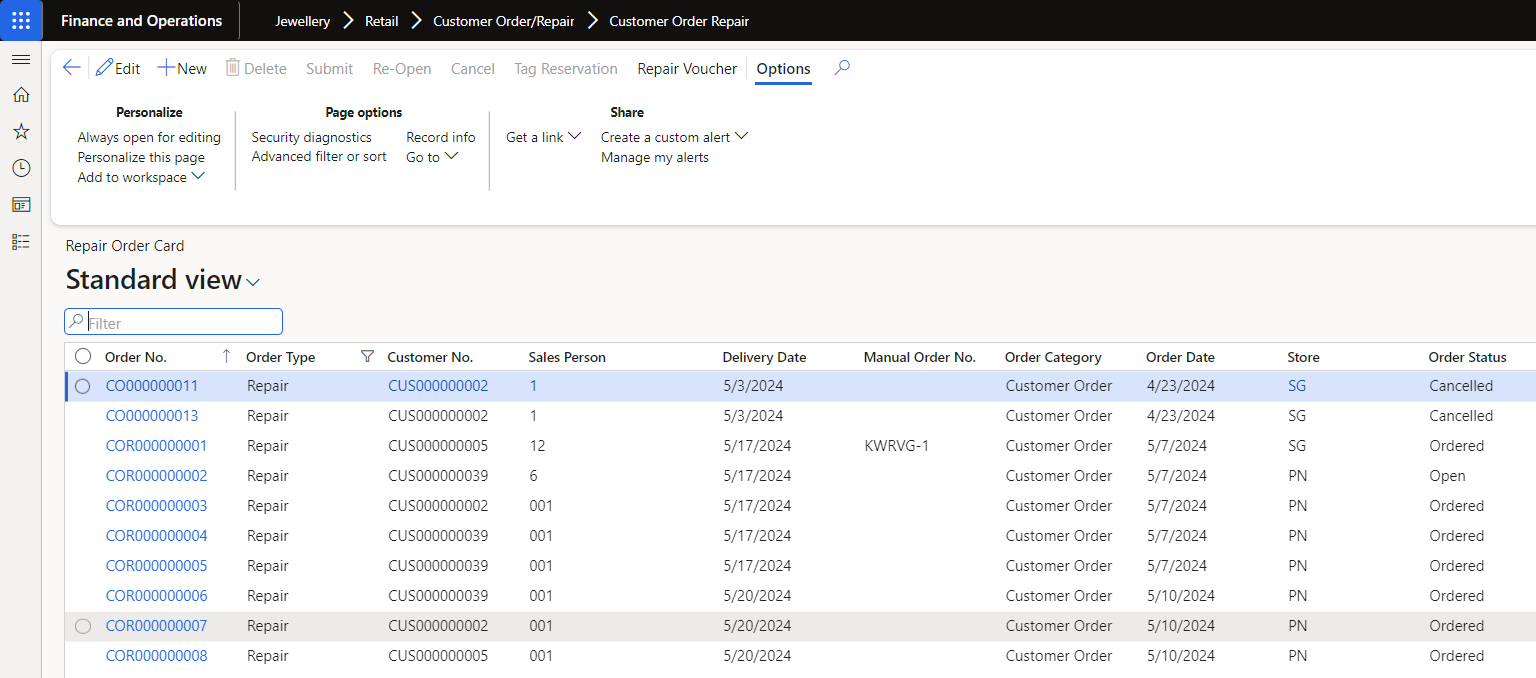 Finance and Operations Jewellery Retail Customer Order/Repair Customer Order Repair
Edit New Delete Submit Re-Open Cancel Tag Reservation Repair Voucher Options
Personalize
Always open for editing
Personalize this page
Add to workspace
Page options
Security diagnostics Record info
Advanced filter or sort Go to
Share
Get a link Create a custom alert
Manage my alerts
Repair Order Card
Standard view
Filter
Order No. Order Type Customer No. Sales Person Delivery Date Manual Order No. Order Category Order Date Store Order Status
CO000000011 Repair CUS000000002 1 5/3/2024 Customer Order 4/23/2024 SG Cancelled
CO000000013 Repair CUS000000002 1 5/3/2024 Customer Order 4/23/2024 SG Cancelled
COR000000001 Repair CUS000000005 12 5/17/2024 KWRVG-1 Customer Order 5/7/2024 SG Ordered
COR000000002 Repair CUS000000039 6 5/17/2024 Customer Order 5/7/2024 PN Open
COR000000003 Repair CUS000000002 001 5/17/2024 Customer Order 5/7/2024 PN Ordered
COR000000004 Repair CUS000000039 001 5/17/2024 Customer Order 5/7/2024 PN Ordered
COR000000005 Repair CUS000000039 001 5/17/2024 Customer Order 5/7/2024 PN Ordered
COR000000006 Repair CUS000000039 001 5/20/2024 Customer Order 5/10/2024 PN Ordered
COR000000007 Repair CUS000000002 001 5/20/2024 Customer Order 5/10/2024 PN Ordered
COR000000008 Repair CUS000000005 001 5/20/2024 Customer Order 5/10/2024 PN Ordered